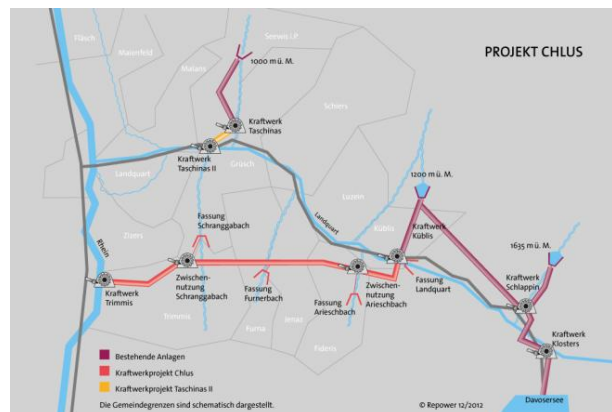 PROJEKT CHLUS
Fläsch
Maienfeld
Seewis i.P.
Malans
1000 m ü. M.
Schiers
Kraftwerk
Taschinas
Kraftwerk
Taschinas II
Grüsch
Landquart
1200 m ü. M.
Luzein
Landquart
Küblis
Fassung
Schranggabach
Kraftwerk
Küblis
1635 m ü. M.
Zizers
Rhein
Kraftwerk
Trimmis
Zwischen-
nutzung
Schranggabach
Fassung
Furnerbach
Fassung
Arieschbach
Zwischen-
nutzung
Arieschbach
Fassung
Landquart
Kraftwerk
Schlappin
Trimmis
Furna
Jenaz
Fideris
Kraftwerk
Klosters
Bestehende Anlagen
Kraftwerkprojekt Chlus
Kraftwerkprojekt Taschinas II
Die Gemeindegrenzen sind schematisch dargestellt.
© Repower 12/2012
Davosersee